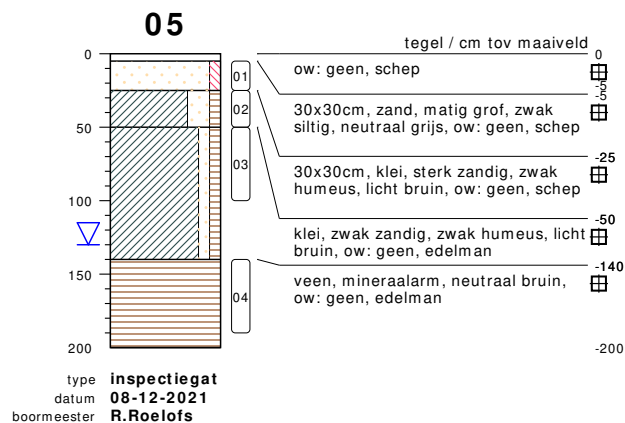 05
tegel / cm tov maaiveld
0
0
ow: geen, schep
-5
-5
01
30x30cm, zand, matig grof, zwak
siltig, neutraal grijs, ow: geen, schep
02
50
-25
30x30cm, klei, sterk zandig, zwak
humeus, licht bruin, ow: geen, schep
03
100
-50
klei, zwak zandig, zwak humeus, licht
bruin, ow: geen, edelman
-140
150
veen, mineraalarm, neutraal bruin,
ow: geen, edelman
04
200
-200
type inspectiegat
datum 08-12-2021
boormeester R.Roelofs